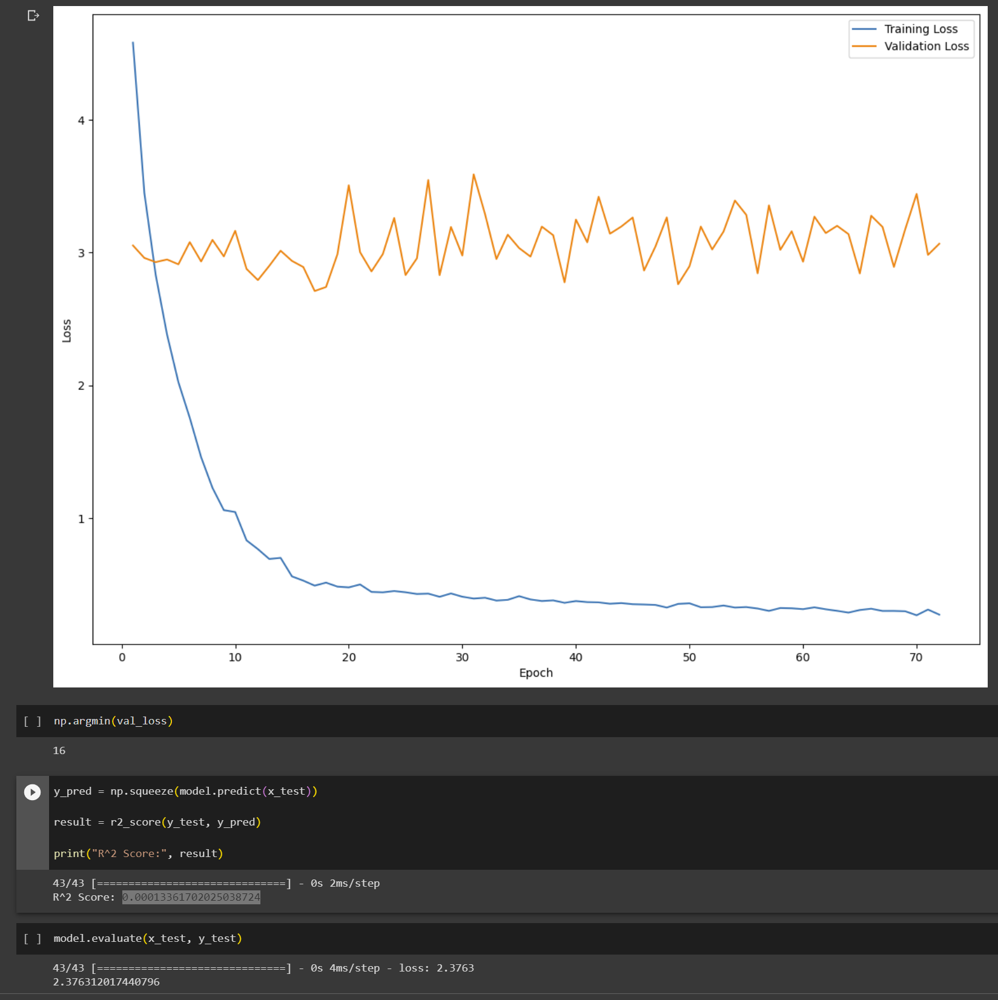 Training Loss
Validation Loss
4
3
2
1
Loss
0 10 20 30 40 50 60 70
Epoch
[ ] np.argmin(val_loss)
16
y_pred = np.squeeze(model.predict(x_test))
result = r2_score(y_test, y_pred)
print("R^2 Score:", result)
43/43 [==============================] - 0s 2ms/step
R^2 Score: 0.00013361702025038724
[ ] model.evaluate(x_test, y_test)
43/43 [==============================] - 0s 4ms/step - loss: 2.3763
2.376312017440796